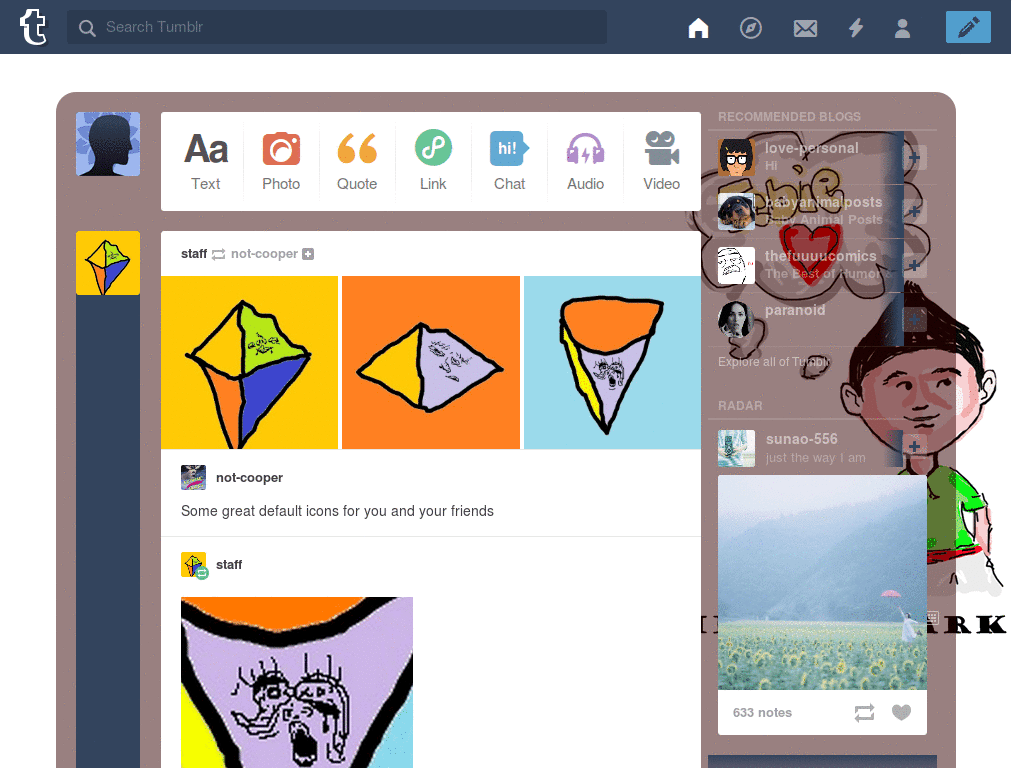 t
Search Tumblr
Aa
Text
Photo
Quote
Link
hi!
Chat
Audio
Video
staff not-cooper
not-cooper
Some great default icons for you and your friends
staff
RECOMMENDED BLOGS
love-personal
Hi
babyanimalposts
Baby Animal Posts
thefuuuucomics
The Best of Humor
paranoid
Explore all of Tumblr
RADAR
sunao-556
just the way I am
633 notes
ARK